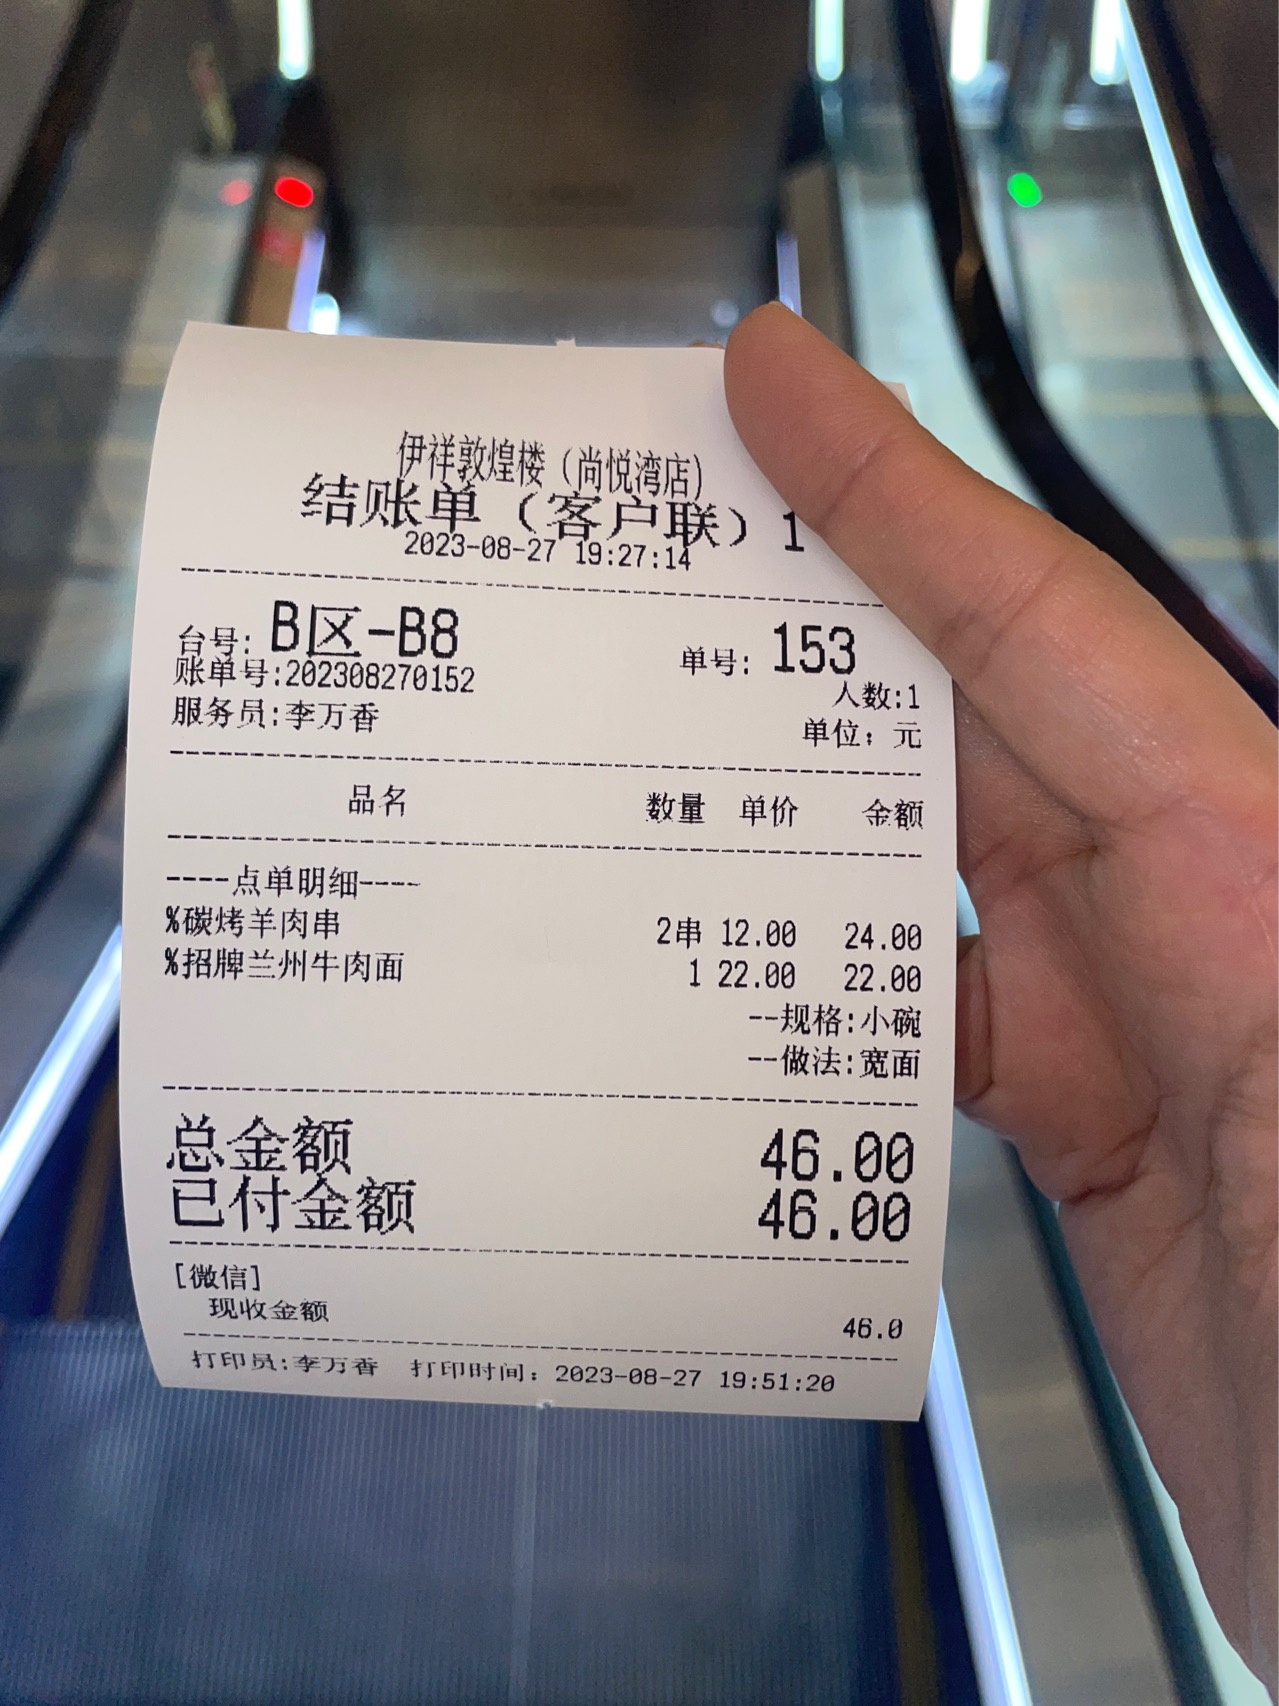 伊祥敦煌楼（尚悦湾店）
结账单（客户联）1
2023-08-27 19:27:14
台号: B区-B8 单号: 153
账单号:202308270152 人数:1
服务员:李万香 单位：元
品名 数量 单价 金额
----点单明细----
%碳烤羊肉串 2串 12.00 24.00
%招牌兰州牛肉面 1 22.00 22.00
--规格:小碗
--做法:宽面
总金额 46.00
已付金额 46.00
[微信]
现收金额 46.0
打印员:李万香 打印时间：2023-08-27 19:51:20